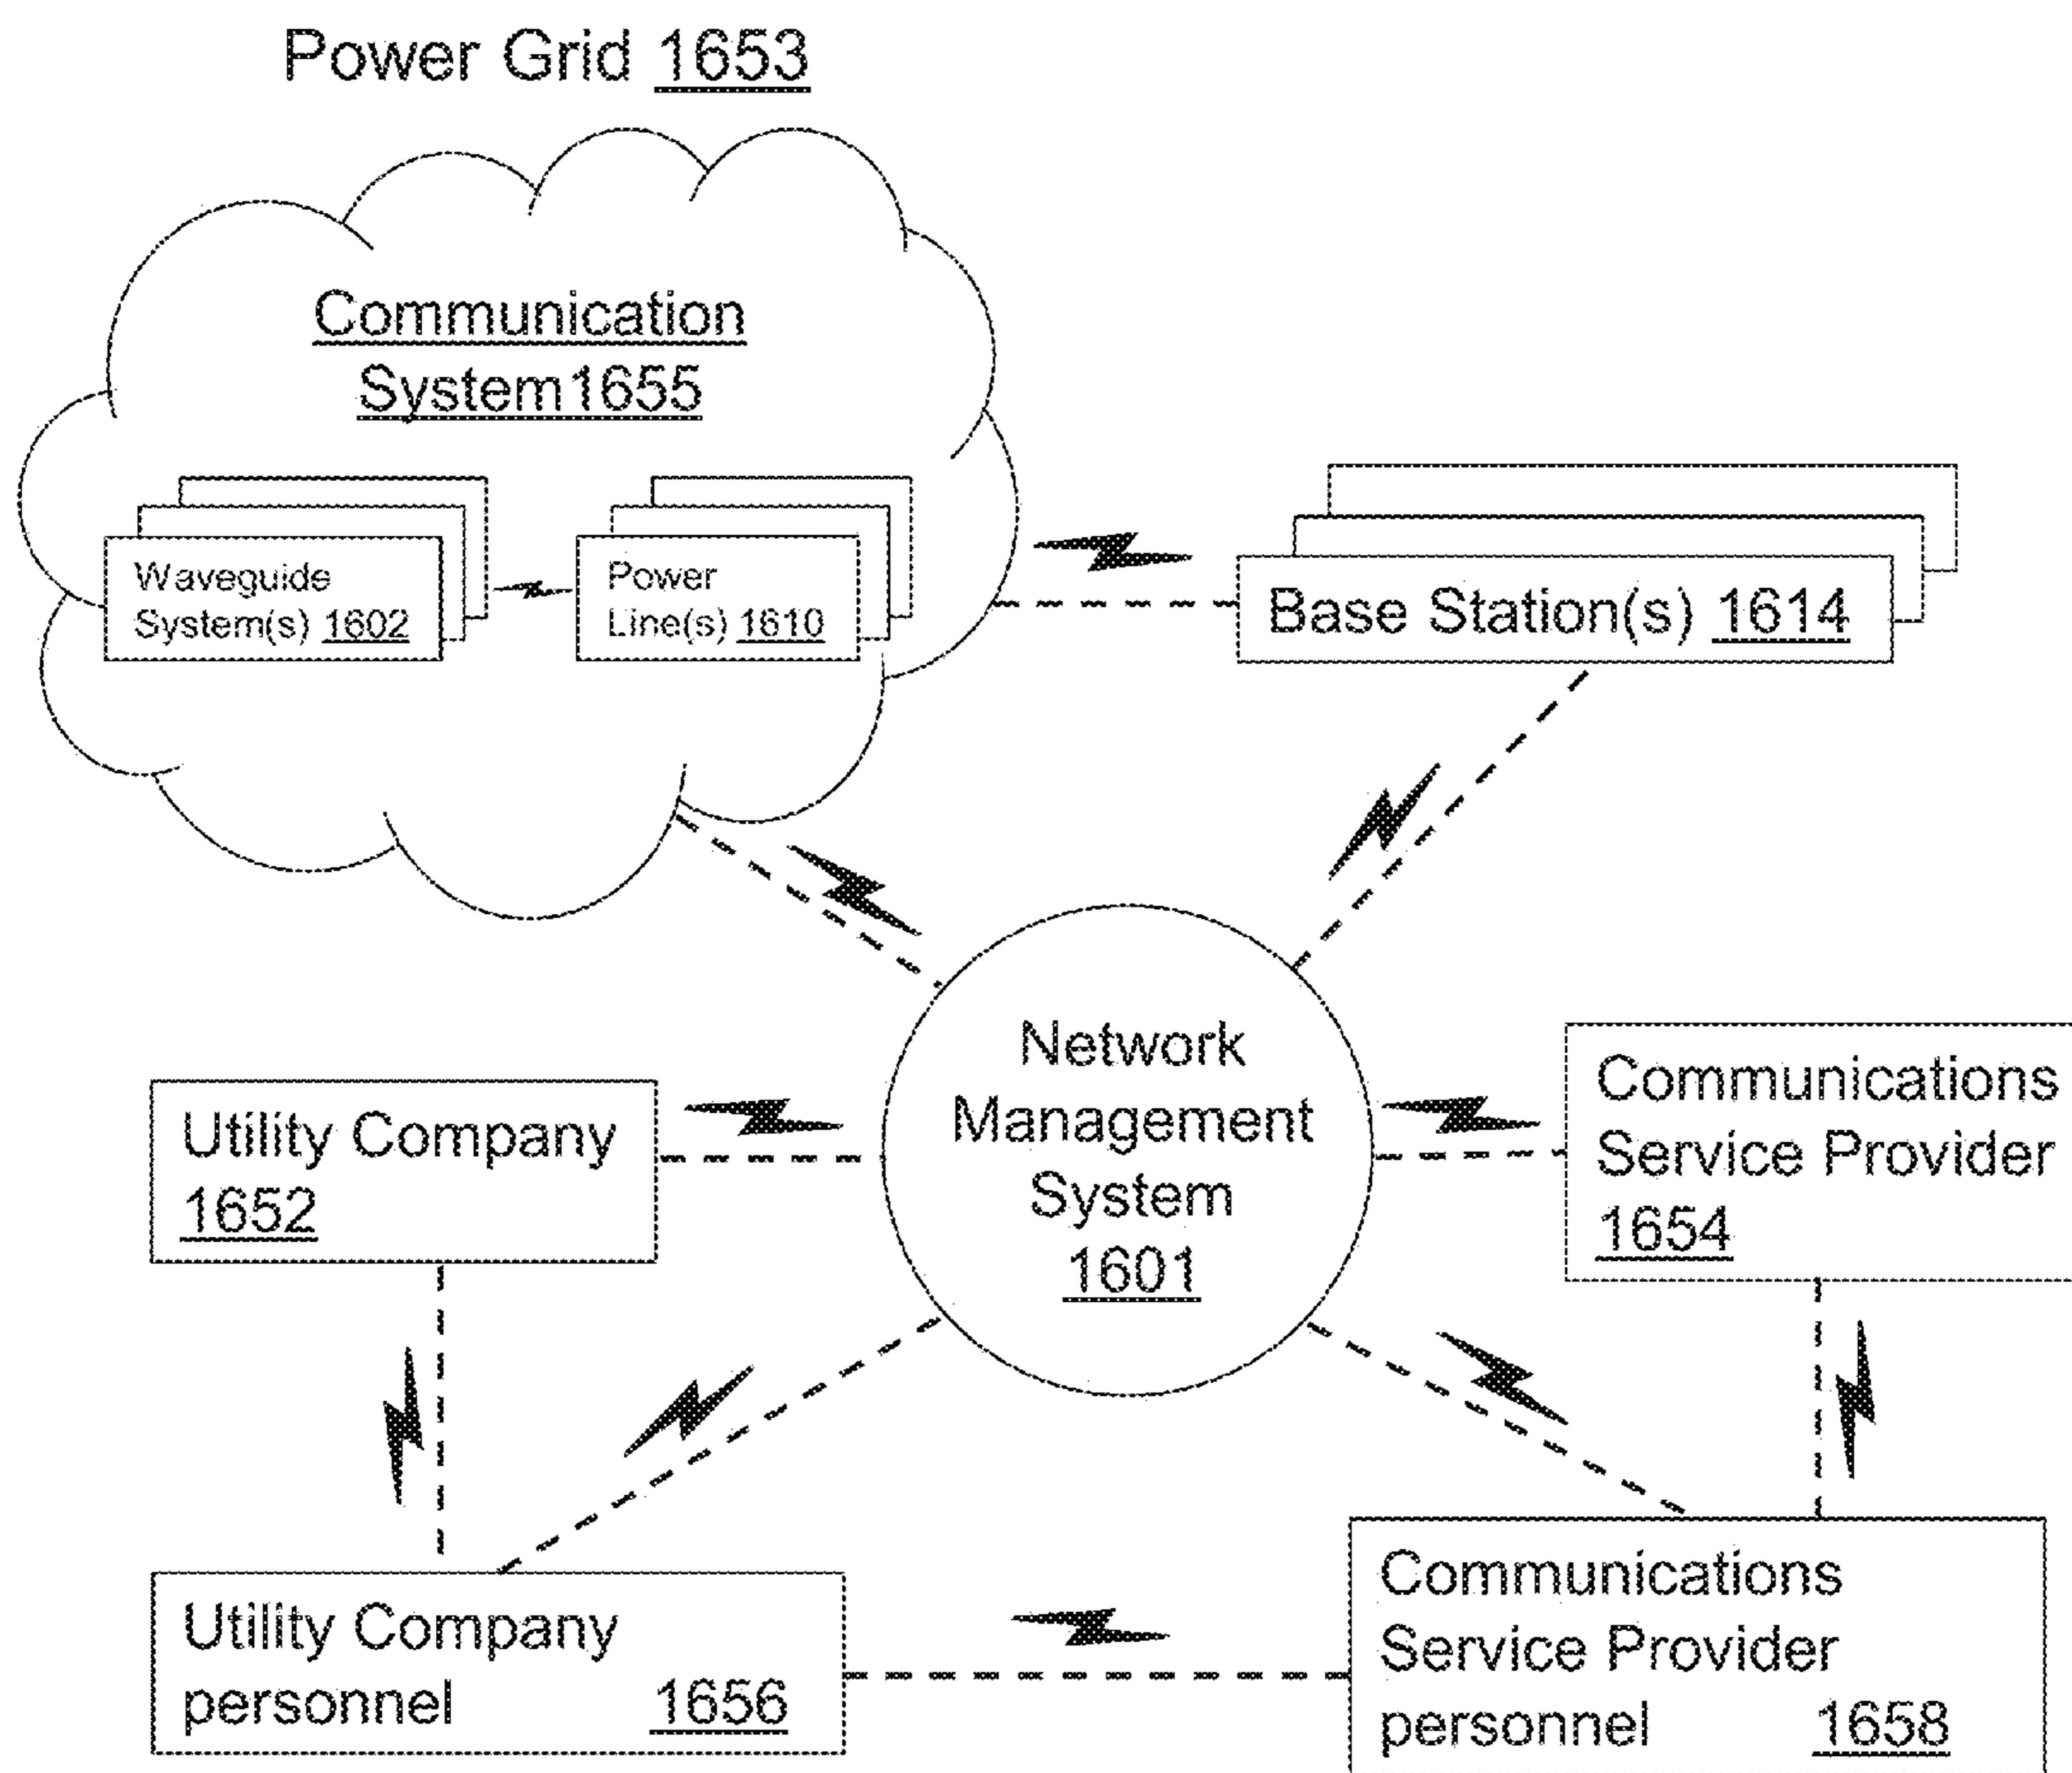 Power Grid 1653
Communication
System1655
Waveguide
System(s) 1602
Power
Line(s) 1610
Base Station(s) 1614
Network
Management
System
1601
Utility Company
1652
Communications
Service Provider
1654
Utility Company
personnel 1656
Communications
Service Provider
personnel 1658